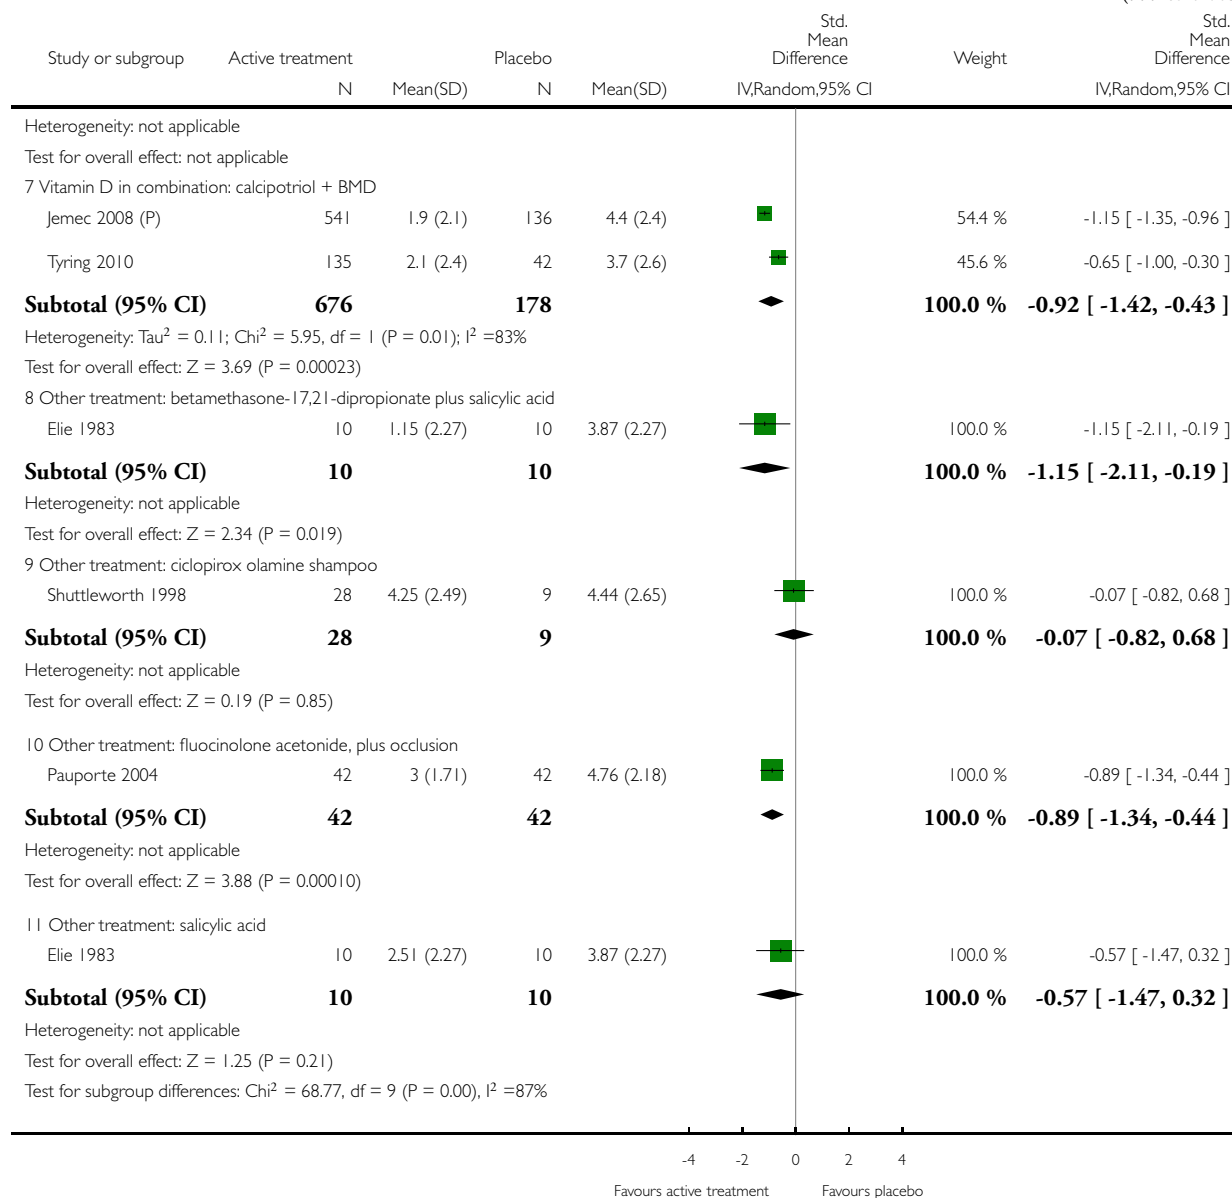 Std. Mean Difference Std. Mean Difference
Study or subgroup Active treatment Placebo Weight
N Mean(SD) N Mean(SD) IV,Random,95% CI IV,Random,95% CI
Heterogeneity: not applicable
Test for overall effect: not applicable
7 Vitamin D in combination: calcipotriol + BMD
Jemec 2008 (P) 541 1.9 (2.1) 136 4.4 (2.4) 54.4 % -1.15 [ -1.35, -0.96 ]
Tyring 2010 135 2.1 (2.4) 42 3.7 (2.6) 45.6 % -0.65 [ -1.00, -0.30 ]
Subtotal (95% CI) 676 178 100.0 % -0.92 [ -1.42, -0.43 ]
Heterogeneity: Tau² = 0.11; Chi² = 5.95, df = 1 (P = 0.01); I² =83%
Test for overall effect: Z = 3.69 (P = 0.00023)
8 Other treatment: betamethasone-17,21-dipropionate plus salicylic acid
Elie 1983 10 1.15 (2.27) 10 3.87 (2.27) 100.0 % -1.15 [ -2.11, -0.19 ]
Subtotal (95% CI) 10 10 100.0 % -1.15 [ -2.11, -0.19 ]
Heterogeneity: not applicable
Test for overall effect: Z = 2.34 (P = 0.019)
9 Other treatment: ciclopirox olamine shampoo
Shuttleworth 1998 28 4.25 (2.49) 9 4.44 (2.65) 100.0 % -0.07 [ -0.82, 0.68 ]
Subtotal (95% CI) 28 9 100.0 % -0.07 [ -0.82, 0.68 ]
Heterogeneity: not applicable
Test for overall effect: Z = 0.19 (P = 0.85)
10 Other treatment: fluocinolone acetonide, plus occlusion
Pauporte 2004 42 3 (1.71) 42 4.76 (2.18) 100.0 % -0.89 [ -1.34, -0.44 ]
Subtotal (95% CI) 42 42 100.0 % -0.89 [ -1.34, -0.44 ]
Heterogeneity: not applicable
Test for overall effect: Z = 3.88 (P = 0.00010)
11 Other treatment: salicylic acid
Elie 1983 10 2.51 (2.27) 10 3.87 (2.27) 100.0 % -0.57 [ -1.47, 0.32 ]
Subtotal (95% CI) 10 10 100.0 % -0.57 [ -1.47, 0.32 ]
Heterogeneity: not applicable
Test for overall effect: Z = 1.25 (P = 0.21)
Test for subgroup differences: Chi² = 68.77, df = 9 (P = 0.00), I² =87%
-4 -2 0 2 4
Favours active treatment Favours placebo